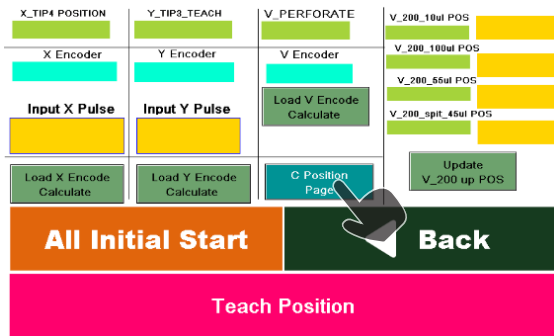 X_TIP4 POSITION
Y_TIP3_TEACH
V_PERFORATE
V_200_10ul POS
X Encoder
Y Encoder
V Encoder
V_200_100ul POS
V_200_55ul POS
Input X Pulse
Input Y Pulse
Load V Encode
Calculate
V_200_spit_45ul POS
Load X Encode
Calculate
Load Y Encode
Calculate
C Position
Page
Update
V_200 up POS
All Initial Start
Back
Teach Position